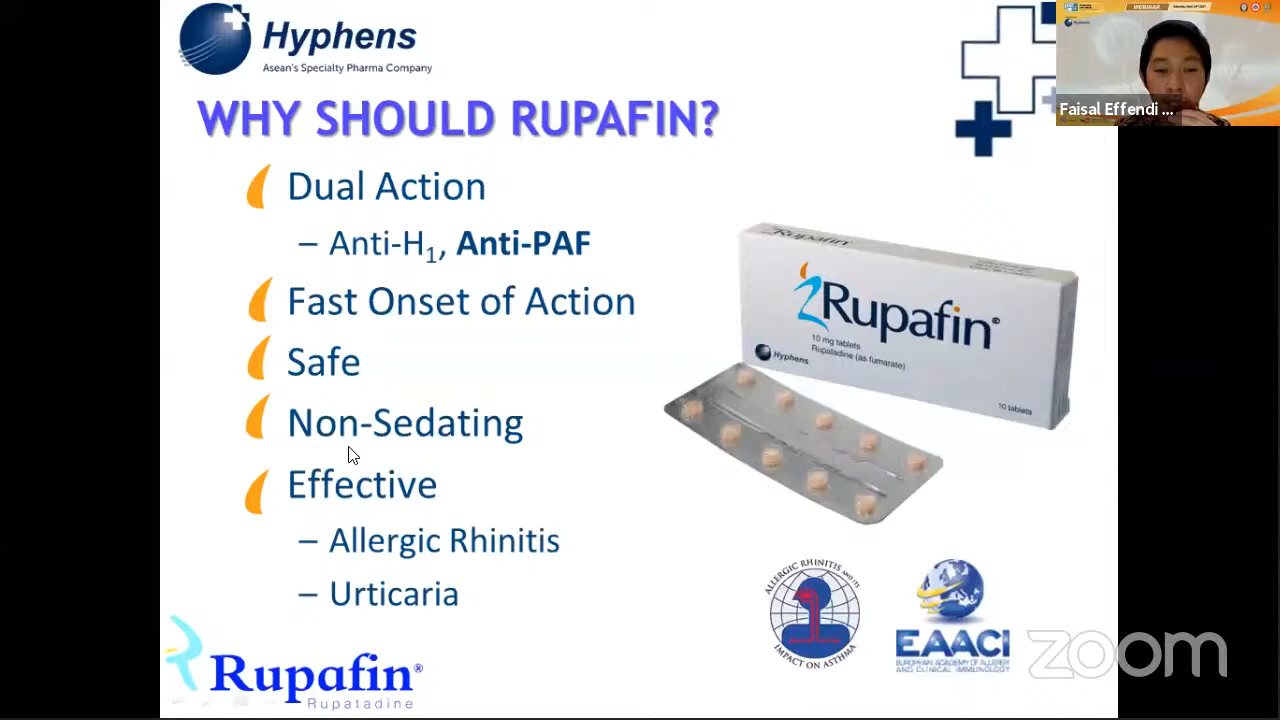 Hyphens
Asean's Specialty Pharma Company
WHY SHOULD RUPAFIN?
Dual Action
– Anti-H1, Anti-PAF
Fast Onset of Action
Safe
Non-Sedating
Effective
– Allergic Rhinitis
– Urticaria
Rupafin®
Rupatadine
Rupafin
Rupafin®
10 mg tablets
Rupatadine (as fumarate)
Hyphens
10 tablets
ALLERGIC RHINITIS AND ITS
IMPACT ON ASTHMA
EAACI
EUROPEAN ACADEMY OF ALLERGY
AND CLINICAL IMMUNOLOGY
zoom
WEBINAR
Hyphens
Faisal Effendi ...